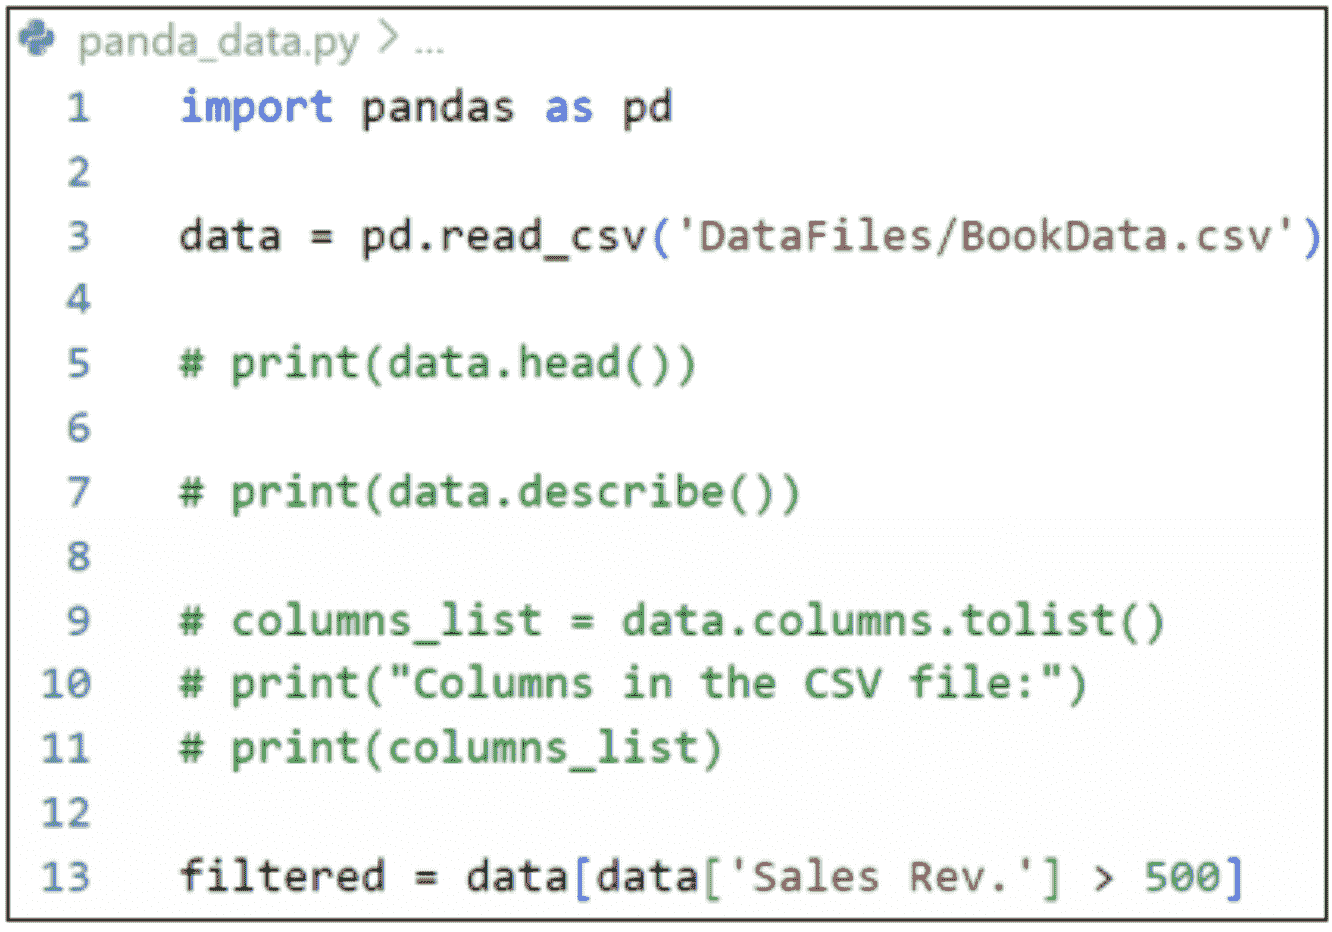 panda_data.py > ...
1 import pandas as pd
2
3 data = pd.read_csv('DataFiles/BookData.csv')
4
5 # print(data.head())
6
7 # print(data.describe())
8
9 # columns_list = data.columns.tolist()
10 # print("Columns in the CSV file:")
11 # print(columns_list)
12
13 filtered = data[data['Sales Rev.'] > 500]